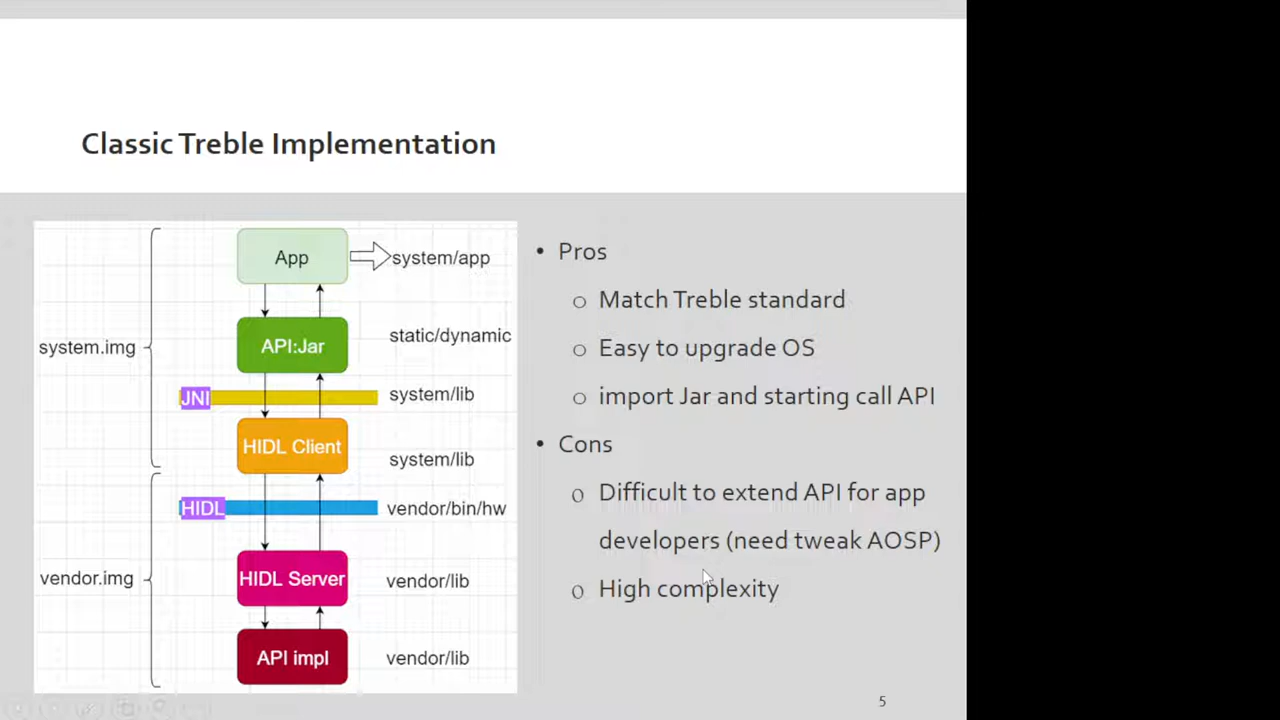 Classic Treble Implementation
App
system/app
API:Jar
static/dynamic
system.img
JNI
system/lib
HIDL Client
system/lib
HIDL
vendor/bin/hw
vendor.img
HIDL Server
vendor/lib
API impl
vendor/lib
• Pros
o Match Treble standard
o Easy to upgrade OS
o import Jar and starting call API
• Cons
o Difficult to extend API for app
developers (need tweak AOSP)
o High complexity
5